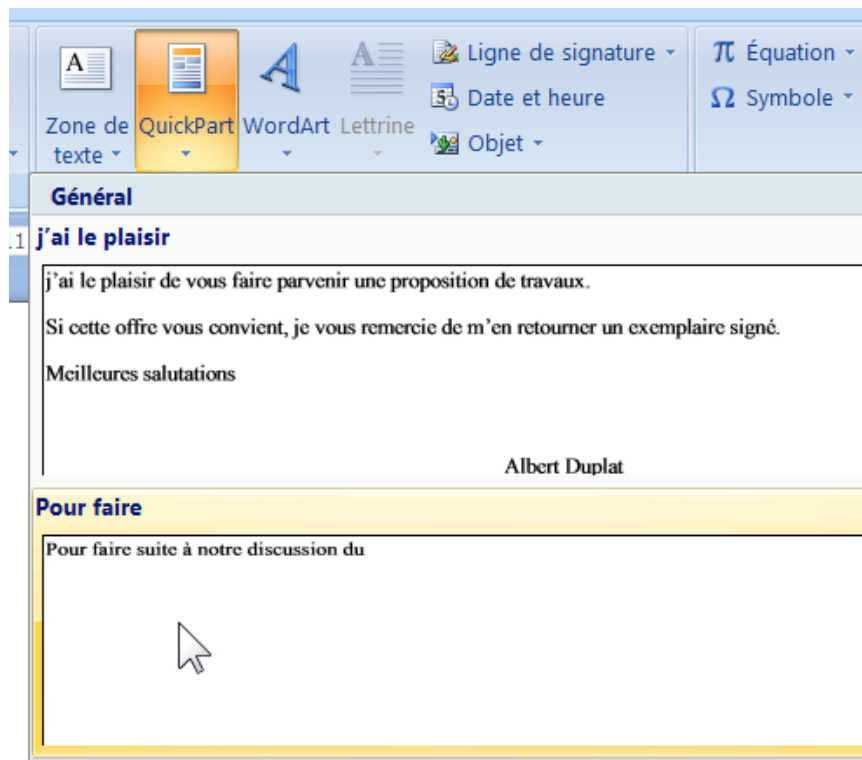 Zone de
texte
QuickPart
WordArt
Lettrine
Ligne de signature
Date et heure
Objet
π Équation
Ω Symbole
Général
j'ai le plaisir
j'ai le plaisir de vous faire parvenir une proposition de travaux.
Si cette offre vous convient, je vous remercie de m'en retourner un exemplaire signé.
Meilleures salutations
Albert Duplat
Pour faire
Pour faire suite à notre discussion du